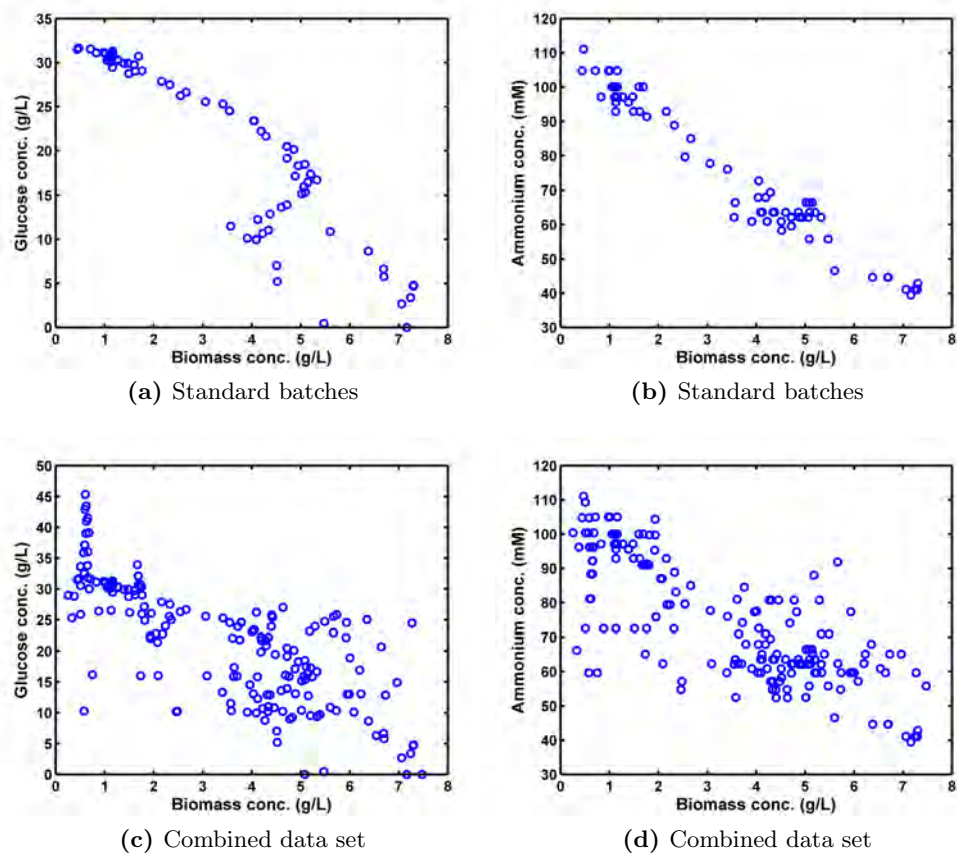 35
30
25
20
15
10
5
0
Glucose conc. (g/L)
0 1 2 3 4 5 6 7 8
Biomass conc. (g/L)
(a) Standard batches
120
110
100
90
80
70
60
50
40
30
Ammonium conc. (mM)
0 1 2 3 4 5 6 7 8
Biomass conc. (g/L)
(b) Standard batches
50
45
40
35
30
25
20
15
10
5
0
Glucose conc. (g/L)
0 1 2 3 4 5 6 7 8
Biomass conc. (g/L)
(c) Combined data set
120
110
100
90
80
70
60
50
40
30
Ammonium conc. (mM)
0 1 2 3 4 5 6 7 8
Biomass conc. (g/L)
(d) Combined data set